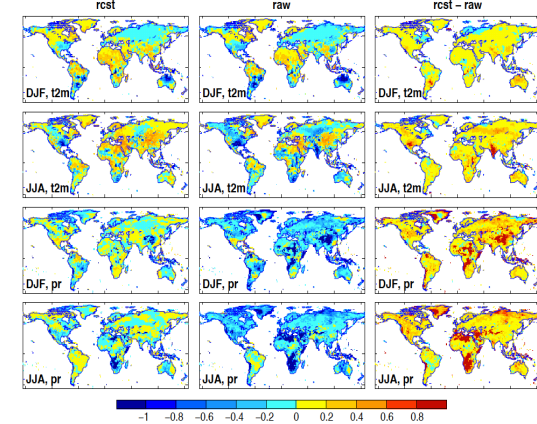 rcst raw rcst − raw
DJF, t2m DJF, t2m DJF, t2m
JJA, t2m JJA, t2m JJA, t2m
DJF, pr DJF, pr DJF, pr
JJA, pr JJA, pr JJA, pr
−1 −0.8 −0.6 −0.4 −0.2 0 0.2 0.4 0.6 0.8